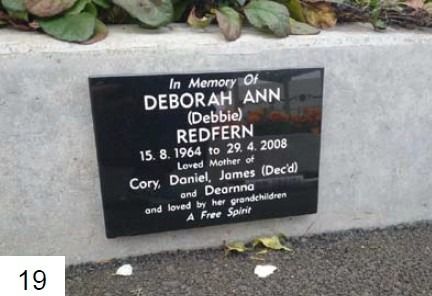 In Memory Of
DEBORAH ANN
(Debbie)
REDFERN
15. 8. 1964 to 29. 4. 2008
Loved Mother of
Cory, Daniel, James (Dec'd)
and Dearnna
and loved by her grandchildren
A Free Spirit
19